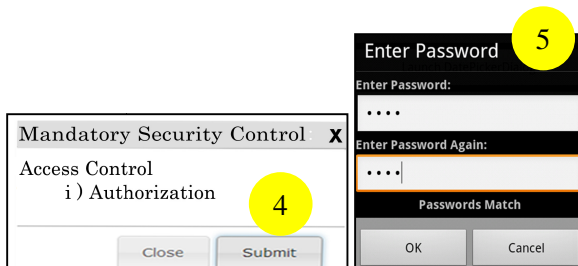 Mandatory Security Control
X
Access Control
i ) Authorization
4
Close
Submit
5
Enter Password
Enter Password:
••••
Enter Password Again:
••••
Passwords Match
OK
Cancel